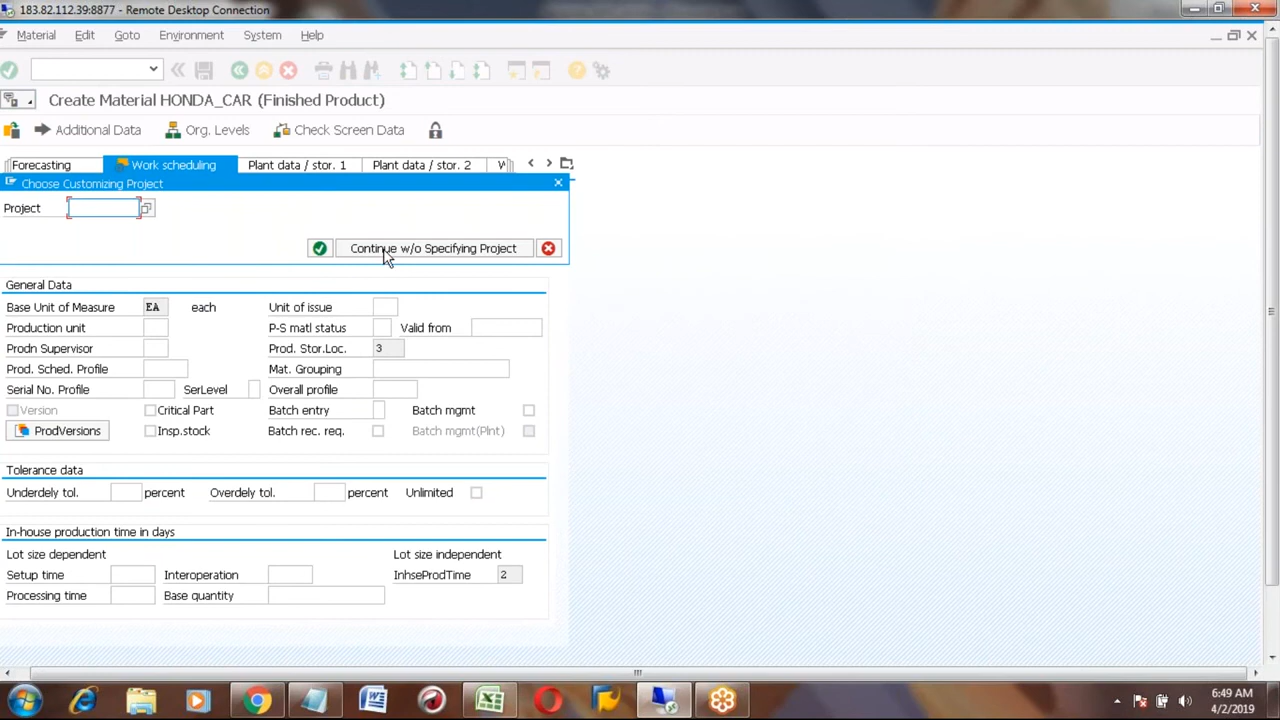 183.82.112.39:8877 - Remote Desktop Connection
Material Edit Goto Environment System Help
Create Material HONDA_CAR (Finished Product)
Additional Data Org. Levels Check Screen Data
Forecasting Work scheduling Plant data / stor. 1 Plant data / stor. 2
Choose Customizing Project
Project
Continue w/o Specifying Project
General Data
Base Unit of Measure EA each Unit of issue
Production unit P-S matl status Valid from
Prodn Supervisor Prod. Stor.Loc. 3
Prod. Sched. Profile Mat. Grouping
Serial No. Profile SerLevel Overall profile
Version Critical Part Batch entry Batch mgmt
ProdVersions Insp.stock Batch rec. req. Batch mgmt(Plnt)
Tolerance data
Underdely tol. percent Overdely tol. percent Unlimited
In-house production time in days
Lot size dependent Lot size independent
Setup time Interoperation InhseProdTime 2
Processing time Base quantity
6:49 AM
4/2/2019